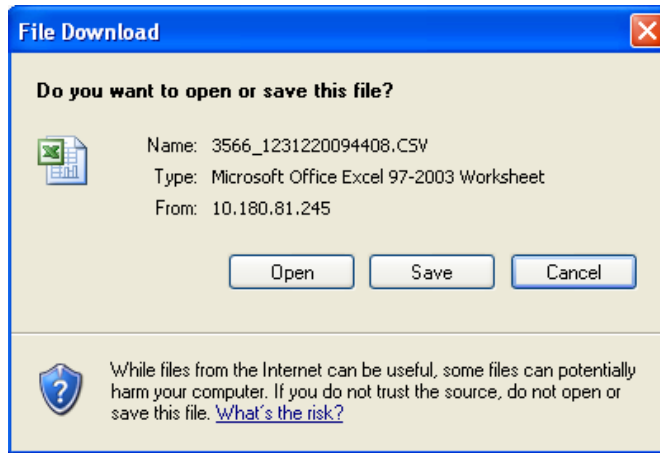 File Download
Do you want to open or save this file?
Name: 3566_1231220094408.CSV
Type: Microsoft Office Excel 97-2003 Worksheet
From: 10.180.81.245
Open Save Cancel
While files from the Internet can be useful, some files can potentially
harm your computer. If you do not trust the source, do not open or
save this file. What's the risk?